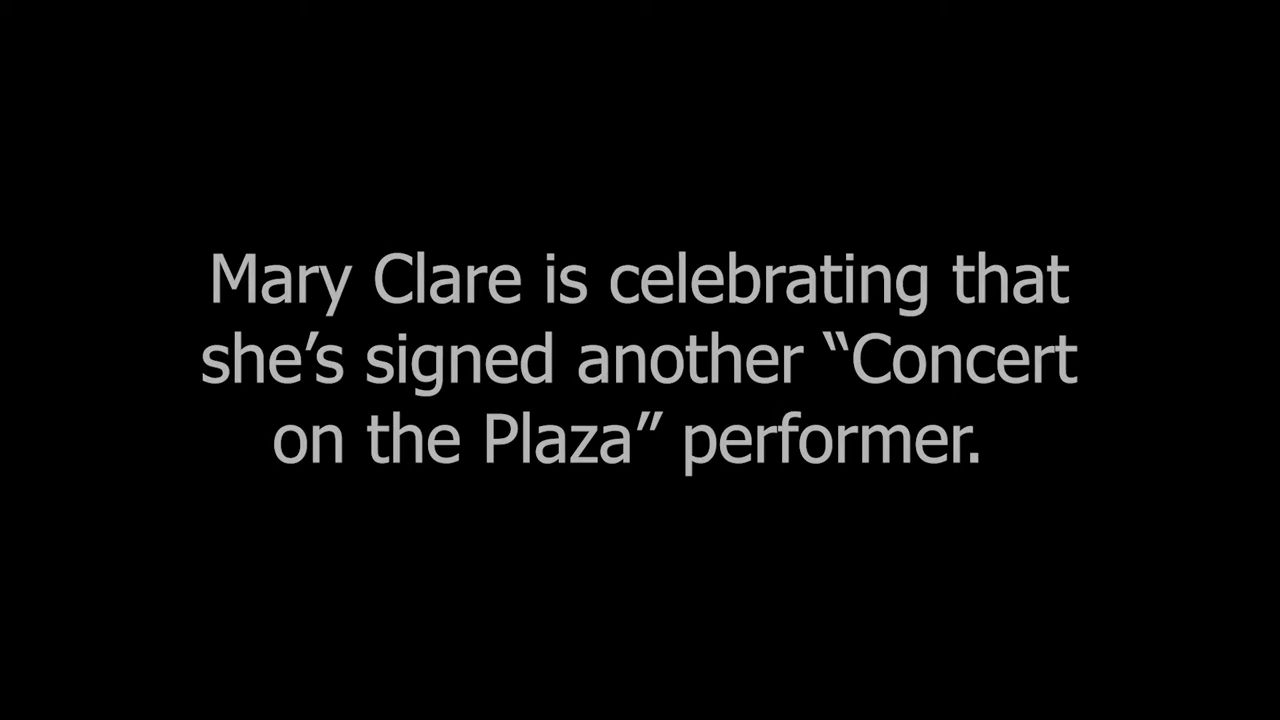 Mary Clare is celebrating that
she’s signed another “Concert
on the Plaza” performer.